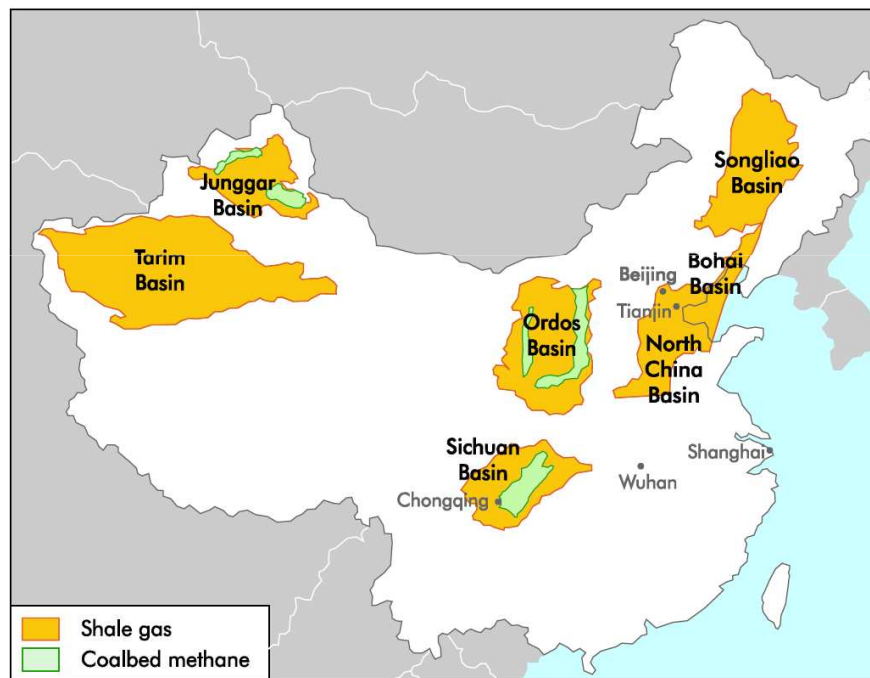 Songliao
Basin
Junggar
Basin
Tarim
Basin
Bohai
Basin
Beijing
Tianjin
Ordos
Basin
North
China
Basin
Sichuan
Basin
Shanghai
Wuhan
Chongqing
Shale gas
Coalbed methane